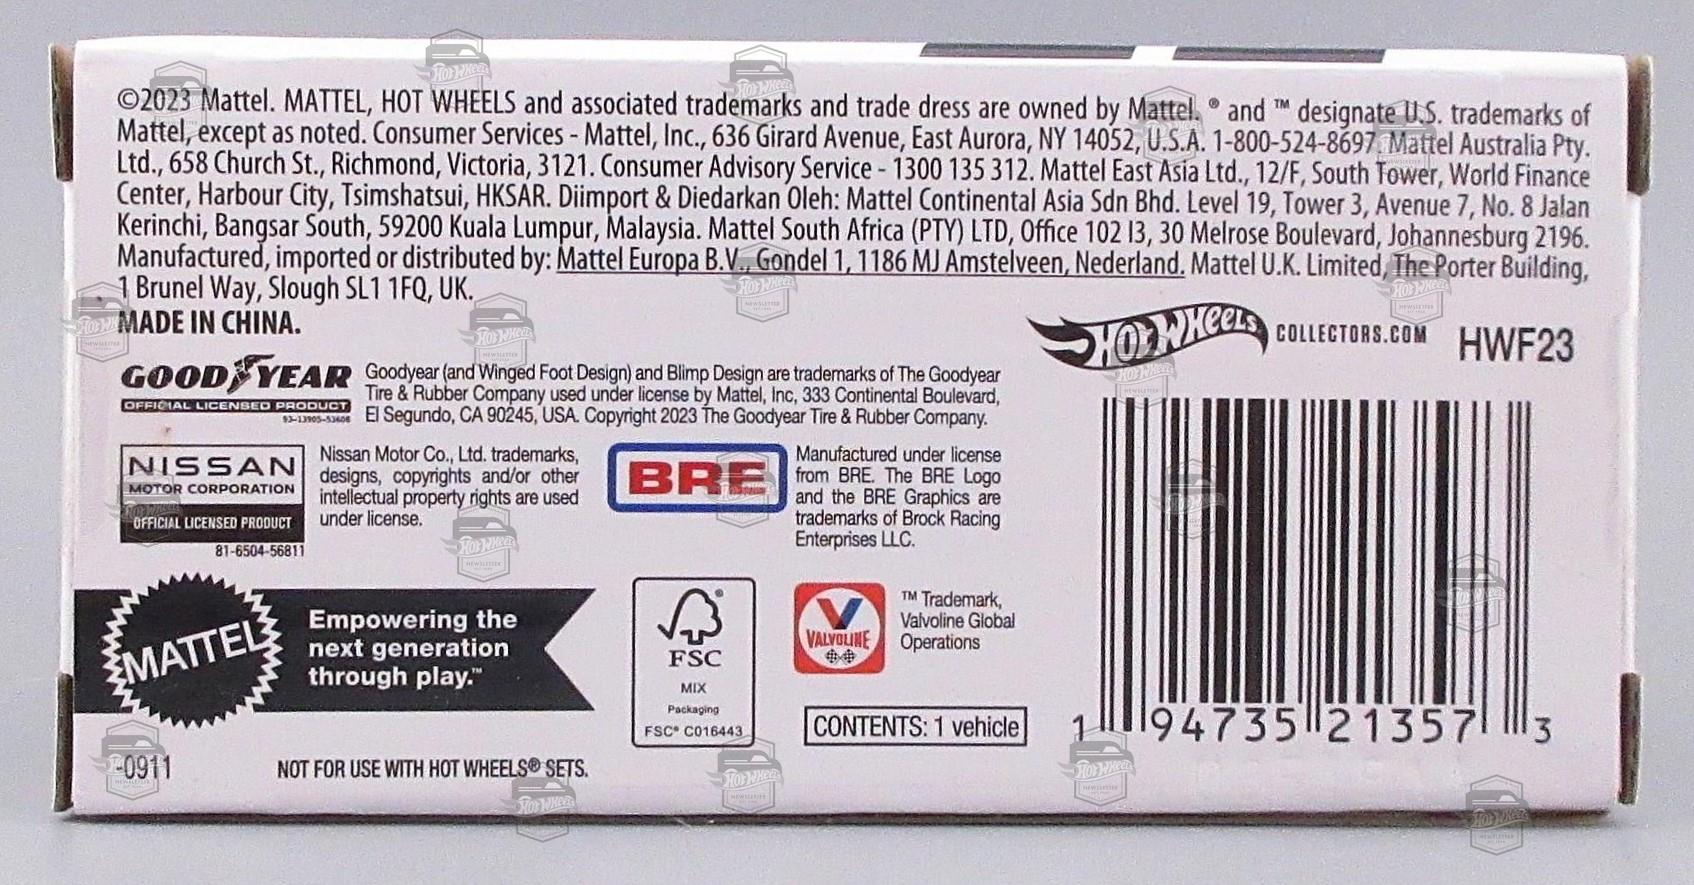 ©2023 Mattel. MATTEL, HOT WHEELS and associated trademarks and trade dress are owned by Mattel. ® and ™ designate U.S. trademarks of
Mattel, except as noted. Consumer Services - Mattel, Inc., 636 Girard Avenue, East Aurora, NY 14052, U.S.A. 1-800-524-8697. Mattel Australia Pty.
Ltd., 658 Church St., Richmond, Victoria, 3121. Consumer Advisory Service - 1300 135 312. Mattel East Asia Ltd., 12/F, South Tower, World Finance
Center, Harbour City, Tsimshatsui, HKSAR. Diimport & Diedarkan Oleh: Mattel Continental Asia Sdn Bhd. Level 19, Tower 3, Avenue 7, No. 8 Jalan
Kerinchi, Bangsar South, 59200 Kuala Lumpur, Malaysia. Mattel South Africa (PTY) LTD, Office 102 I3, 30 Melrose Boulevard, Johannesburg 2196.
Manufactured, imported or distributed by: Mattel Europa B.V., Gondel 1, 1186 MJ Amstelveen, Nederland. Mattel U.K. Limited, The Porter Building,
1 Brunel Way, Slough SL1 1FQ, UK.
MADE IN CHINA.
HOT WHEELS COLLECTORS.COM HWF23
GOODYEAR
OFFICIAL LICENSED PRODUCT
93-13905-53608
Goodyear (and Winged Foot Design) and Blimp Design are trademarks of The Goodyear
Tire & Rubber Company used under license by Mattel, Inc, 333 Continental Boulevard,
El Segundo, CA 90245, USA. Copyright 2023 The Goodyear Tire & Rubber Company.
NISSAN
MOTOR CORPORATION
OFFICIAL LICENSED PRODUCT
81-6504-56811
Nissan Motor Co., Ltd. trademarks,
designs, copyrights and/or other
intellectual property rights are used
under license.
BRE
Manufactured under license
from BRE. The BRE Logo
and the BRE Graphics are
trademarks of Brock Racing
Enterprises LLC.
MATTEL
Empowering the
next generation
through play.™
FSC
MIX
Packaging
FSC® C016443
VALVOLINE
™ Trademark,
Valvoline Global
Operations
CONTENTS: 1 vehicle
1 94735 21357 3
-0911
NOT FOR USE WITH HOT WHEELS® SETS.
HOT WHEELS
NEWSLETTER